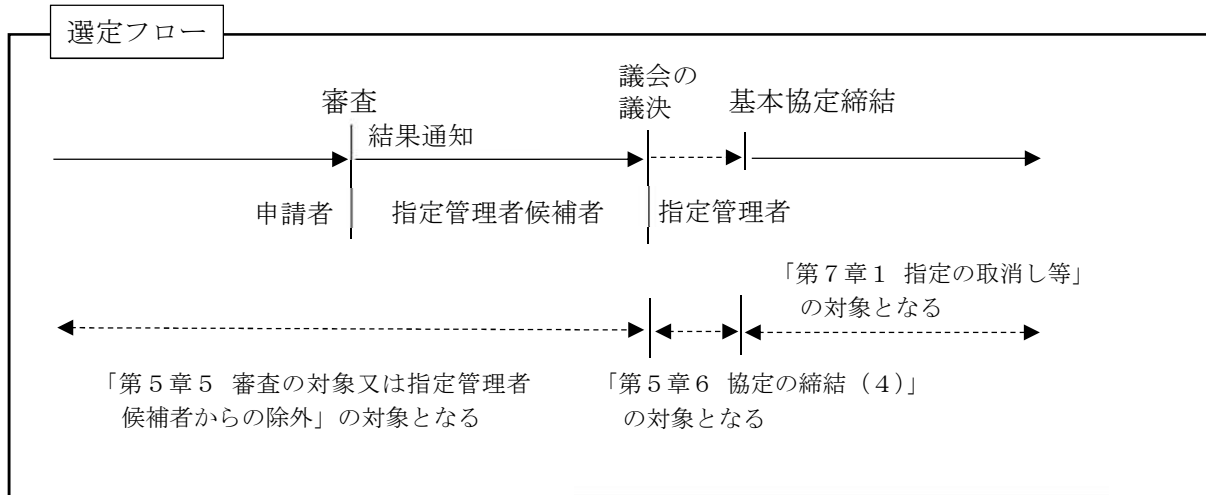 選定フロー
審査
議会の
議決
基本協定締結
結果通知
申請者
指定管理者候補者
指定管理者
「第７章１ 指定の取消し等」
の対象となる
「第５章５ 審査の対象又は指定管理者
候補者からの除外」の対象となる
「第５章６ 協定の締結（４）」
の対象となる